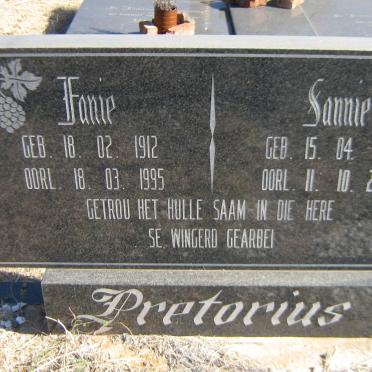 Fanie
GEB. 18. 02. 1912
OORL. 18. 03. 1995
Sannie
GEB. 15. 04.
OORL. 11. 10. 2
GETROU HET HULLE SAAM IN DIE HERE
SE WINGERD GEARBEI
Pretorius